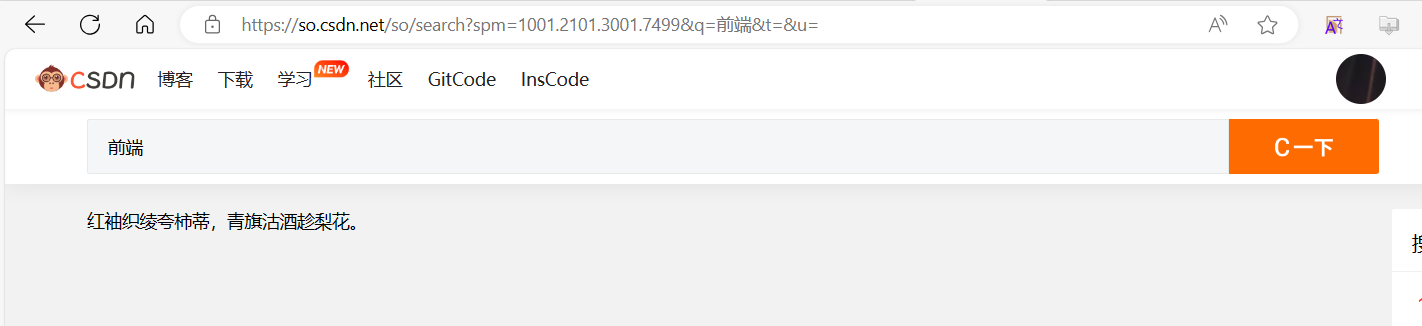 https://so.csdn.net/so/search?spm=1001.2101.3001.7499&q=前端&t=&u=
CSDN 博客 下载 学习 NEW 社区 GitCode InsCode
前端 C一下
红袖织绫夸柿蒂，青旗沽酒趁梨花。